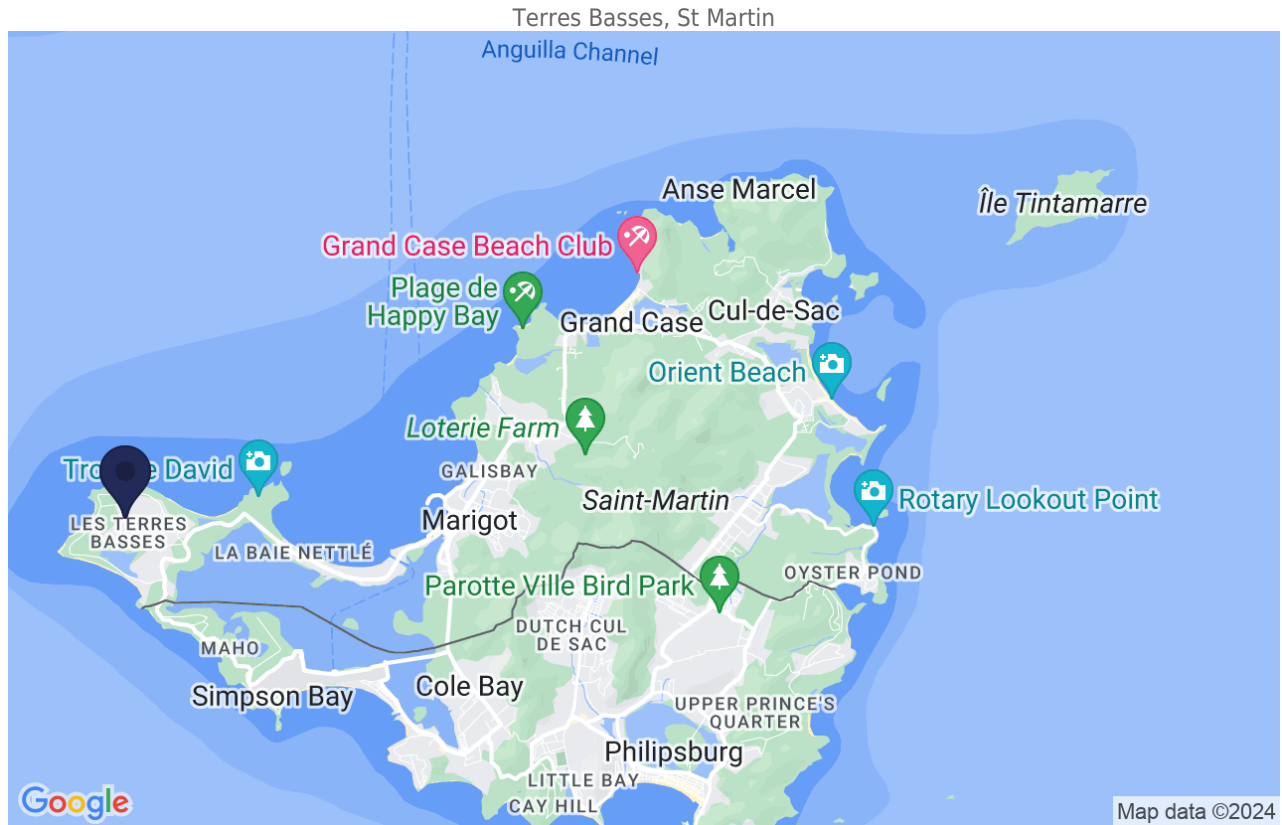 Terres Basses, St Martin
Anguilla Channel
Anse Marcel
Île Tintamarre
Grand Case Beach Club
Plage de
Happy Bay
Grand Case
Cul-de-Sac
Orient Beach
Loterie Farm
GALISBAY
David
Saint-Martin
Rotary Lookout Point
Marigot
LES TERRES
BASSES
LA BAIE NETTLÉ
OYSTER POND
Parotte Ville Bird Park
DUTCH CUL
DE SAC
MAHO
Simpson Bay
Cole Bay
UPPER PRINCE'S
QUARTER
Philipsburg
LITTLE BAY
CAY HILL
Google
Map data ©2024